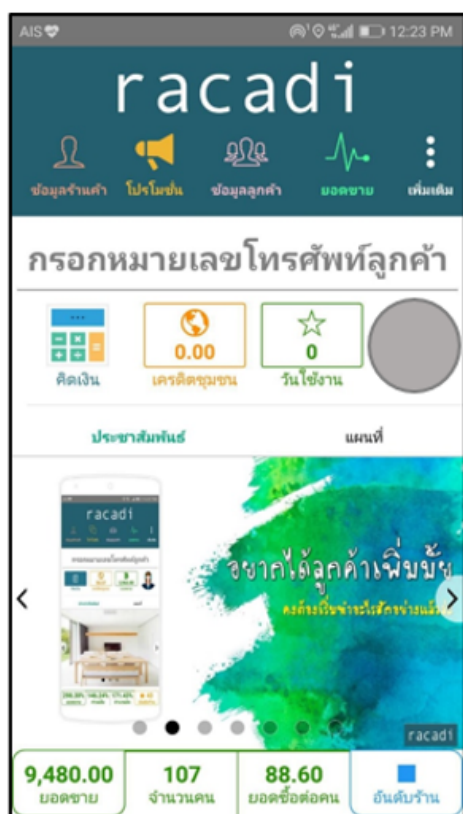 AIS
12:23 PM
racadi
ข้อมูลร้านค้า โปรโมชั่น ข้อมูลลูกค้า ยอดขาย เพิ่มเติม
กรอกหมายเลขโทรศัพท์ลูกค้า
0.00 0
คิดเงิน เครดิตชุมชน วันใช้งาน
ประชาสัมพันธ์ แผนที่
racadi
อยากได้ลูกค้าเพิ่มมั้ย
racadi
9,480.00 107 88.60
ยอดขาย จำนวนคน ยอดซื้อต่อคน อันดับร้าน